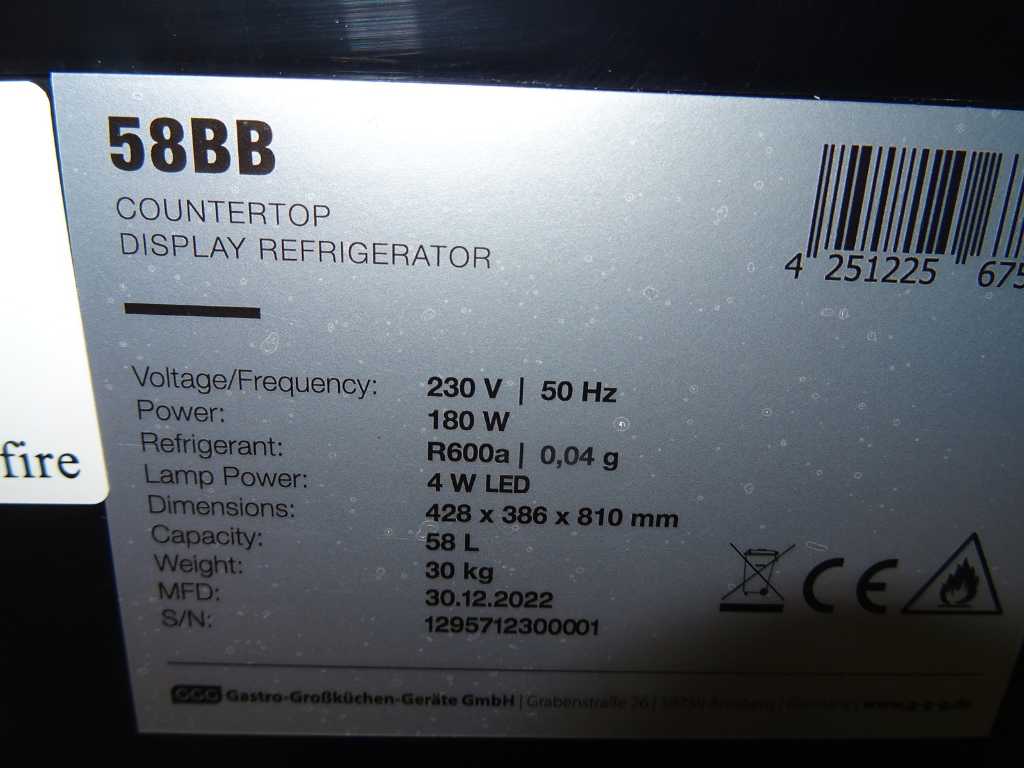 58BB
COUNTERTOP
DISPLAY REFRIGERATOR
4 251225 675
Voltage/Frequency: 230 V | 50 Hz
Power: 180 W
Refrigerant: R600a | 0,04 g
Lamp Power: 4 W LED
Dimensions: 428 x 386 x 810 mm
Capacity: 58 L
Weight: 30 kg
MFD: 30.12.2022
S/N: 1295712300001
fire
CE
GGG Gastro-Großküchen-Geräte GmbH | Grabenstraße